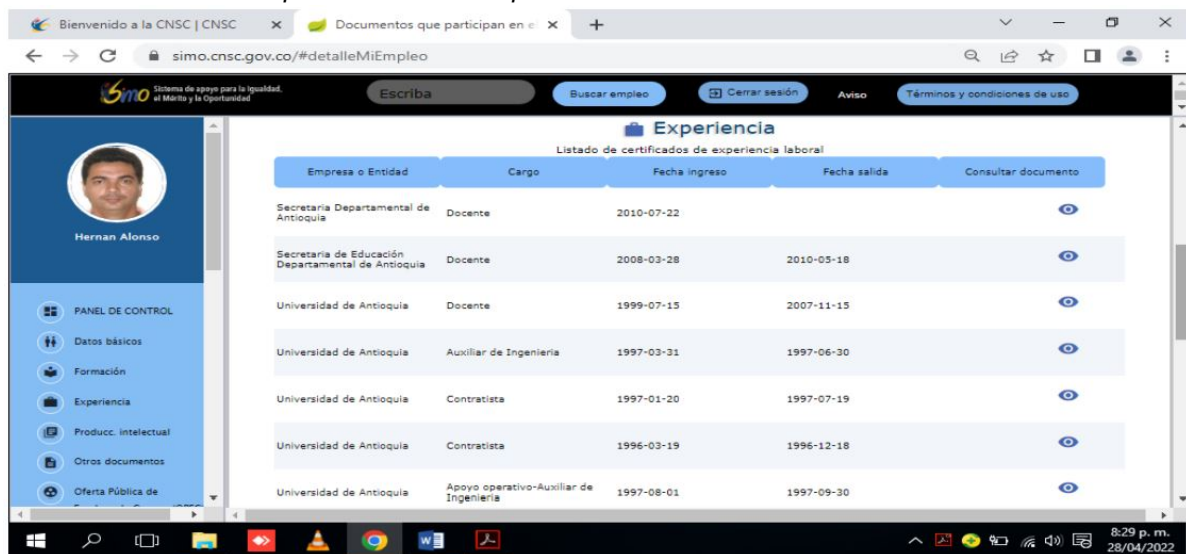 Bienvenido a la CNSC | CNSC
Documentos que participan en e
simo.cnsc.gov.co/#detalleMiEmpleo
Simo Sistema de apoyo para la igualdad,
el Mérito y la Oportunidad
Escriba
Buscar empleo
Cerrar sesión
Aviso
Términos y condiciones de uso
Hernan Alonso
PANEL DE CONTROL
Datos básicos
Formación
Experiencia
Producc. intelectual
Otros documentos
Oferta Pública de
Experiencia
Listado de certificados de experiencia laboral
Empresa o Entidad Cargo Fecha ingreso Fecha salida Consultar documento
Secretaria Departamental de
Antioquia Docente 2010-07-22
Secretaria de Educación
Departamental de Antioquia Docente 2008-03-28 2010-05-18
Universidad de Antioquia Docente 1999-07-15 2007-11-15
Universidad de Antioquia Auxiliar de Ingenieria 1997-03-31 1997-06-30
Universidad de Antioquia Contratista 1997-01-20 1997-07-19
Universidad de Antioquia Contratista 1996-03-19 1996-12-18
Universidad de Antioquia Apoyo operativo-Auxiliar de
Ingenieria 1997-08-01 1997-09-30
8:29 p. m.
28/04/2022